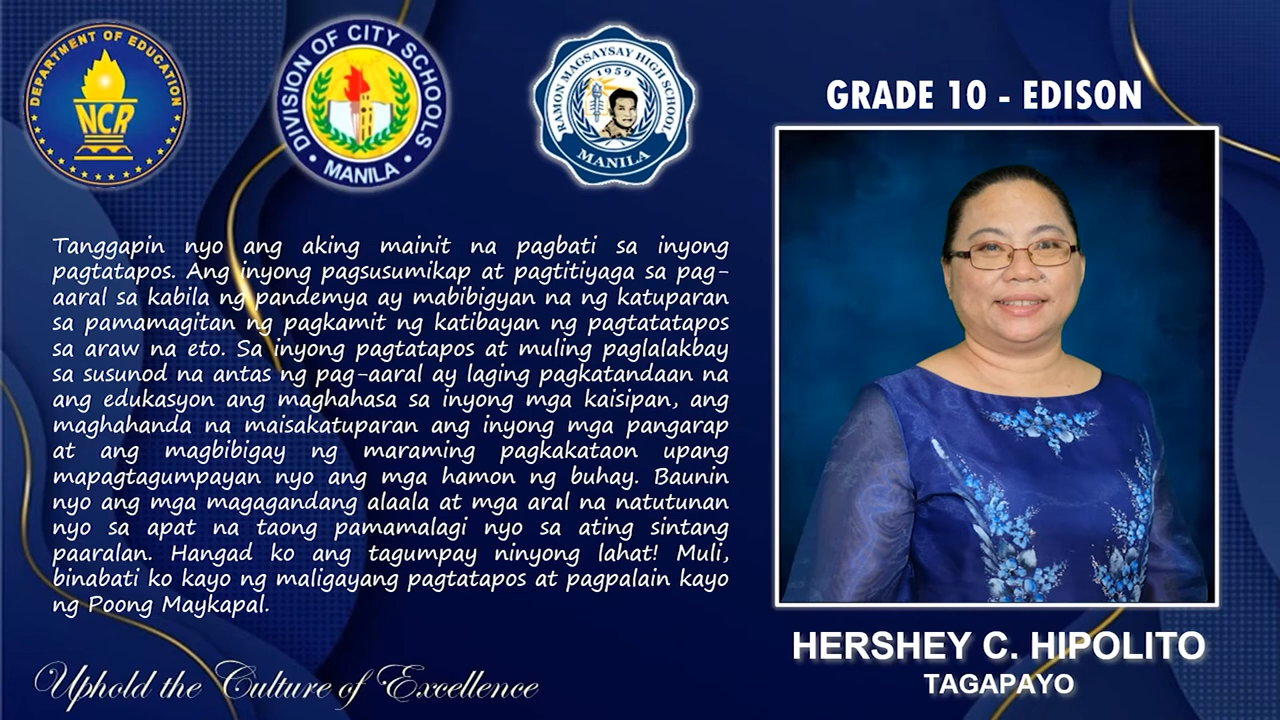 DEPARTMENT OF EDUCATION
NCR
DIVISION OF CITY SCHOOLS
MANILA
RAMON MAGSAYSAY HIGH SCHOOL
1959
MANILA
GRADE 10 - EDISON
Tanggapin nyo ang aking mainit na pagbati sa inyong
pagtatapos. Ang inyong pagsusumikap at pagtitiyaga sa pag-
aaral sa kabila ng pandemya ay mabibigyan na ng katuparan
sa pamamagitan ng pagkamit ng katibayan ng pagtatatapos
sa araw na eto. Sa inyong pagtatapos at muling paglalakbay
sa susunod na antas ng pag-aaral ay laging pagkatandaan na
ang edukasyon ang maghahasa sa inyong mga kaisipan, ang
maghahanda na maisakatuparan ang inyong mga pangarap
at ang magbibigay ng maraming pagkakataon upang
mapagtagumpayan nyo ang mga hamon ng buhay. Baunin
nyo ang mga magagandang alaala at mga aral na natutunan
nyo sa apat na taong pamamalagi nyo sa ating sintang
paaralan. Hangad ko ang tagumpay ninyong lahat! Muli,
binabati ko kayo ng maligayang pagtatapos at pagpalain kayo
ng Poong Maykapal.
HERSHEY C. HIPOLITO
TAGAPAYO
Uphold the Culture of Excellence